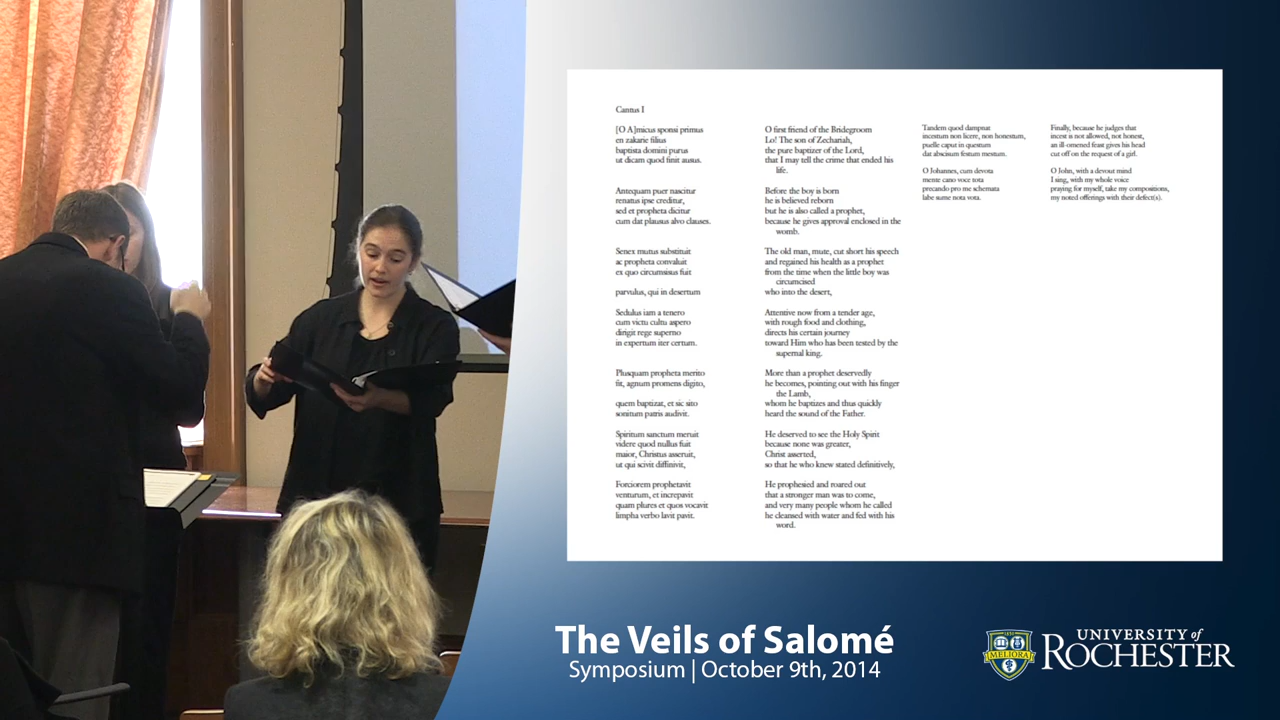 Cantus I
[O A]micus sponsi primus
en zakarie filius
baptista domini purus
ut dicam quod finit ausus.
Antequam puer nascitur
renatus ipse creditur,
sed et propheta dicitur
cum dat plausus alvo clauses.
Senex mutus substituit
ac propheta convaluit
ex quo circumsisus fuit
parvulus, qui in desertum
Sedulus iam a tenero
cum victu cultu aspero
dirigit rege superno
in expertum iter certum.
Plusquam propheta merito
fit, agnum promens digito,
quem baptizat, et sic sito
sonitum patris audivit.
Spiritum sanctum meruit
videre quod nullus fuit
maior, Christus asseruit,
ut qui scivit diffinivit,
Forciorem prophetavit
venturum, et increpavit
quam plures et quos vocavit
limpha verbo lavit pavit.
O first friend of the Bridegroom
Lo! The son of Zechariah,
the pure baptizer of the Lord,
that I may tell the crime that ended his
life.
Before the boy is born
he is believed reborn
but he is also called a prophet,
because he gives approval enclosed in the
womb.
The old man, mute, cut short his speech
and regained his health as a prophet
from the time when the little boy was
circumcised
who into the desert,
Attentive now from a tender age,
with rough food and clothing,
directs his certain journey
toward Him who has been tested by the
supernal king.
More than a prophet deservedly
he becomes, pointing out with his finger
the Lamb,
whom he baptizes and thus quickly
heard the sound of the Father.
He deserved to see the Holy Spirit
because none was greater,
Christ asserted,
so that he who knew stated definitively,
He prophesied and roared out
that a stronger man was to come,
and very many people whom he called
he cleansed with water and fed with his
word.
Tandem quod dampnat
incestum non licere, non honestum,
puelle caput in questum
dat abscisum festum mestum.
O Johannes, cum devota
mente cano voce tota
precando pro me schemata
labe sume nota vota.
Finally, because he judges that
incest is not allowed, not honest,
an ill-omened feast gives his head
cut off on the request of a girl.
O John, with a devout mind
I sing, with my whole voice
praying for myself, take my compositions,
my noted offerings with their defect(s).
The Veils of Salomé
Symposium | October 9th, 2014
MELIORA
UNIVERSITY of
ROCHESTER